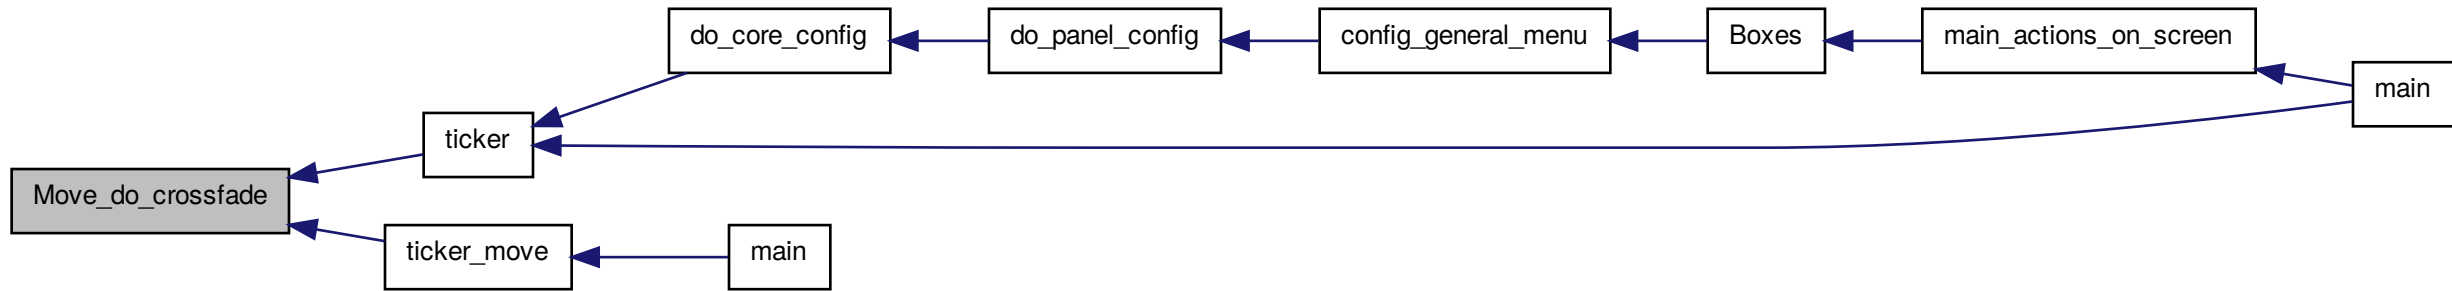 do_core_config
do_panel_config
config_general_menu
Boxes
main_actions_on_screen
main
ticker
Move_do_crossfade
ticker_move
main